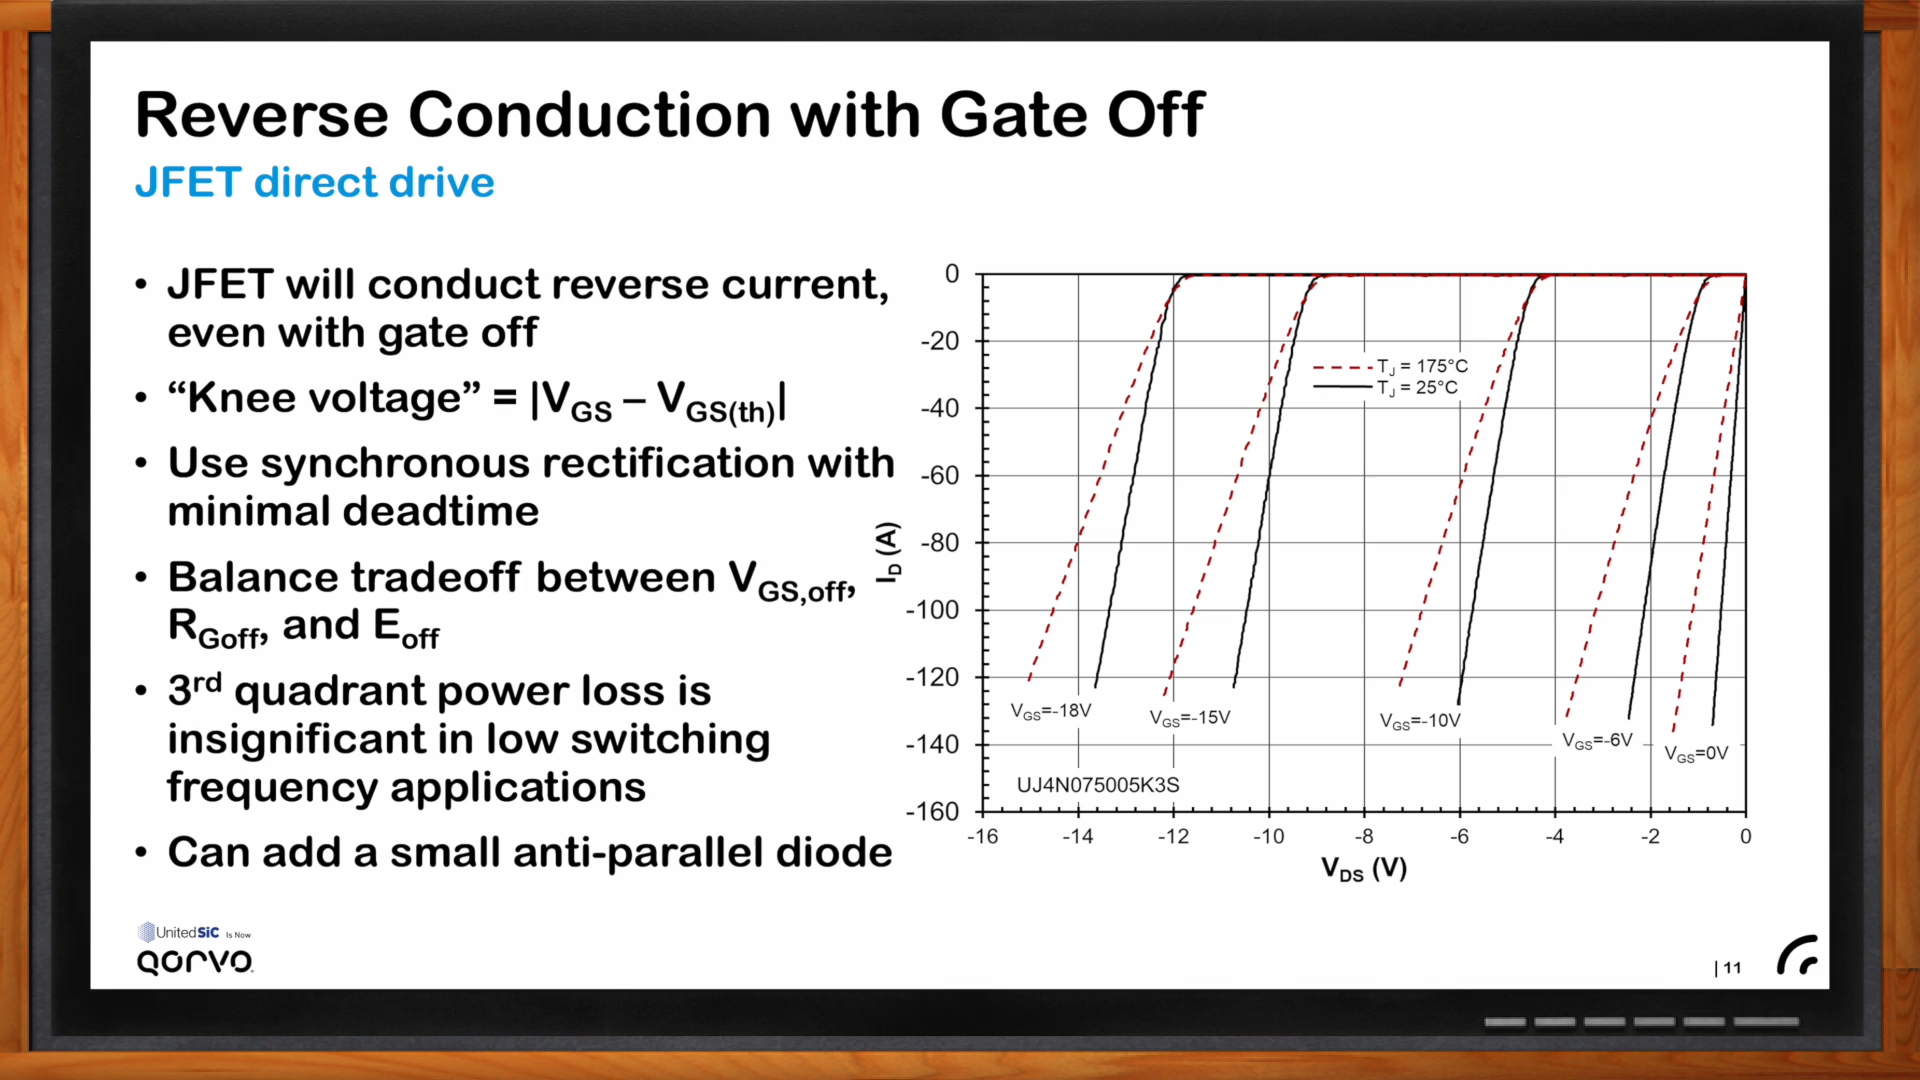 Reverse Conduction with Gate Off
JFET direct drive
• JFET will conduct reverse current,
even with gate off
• “Knee voltage” = |VGS – VGS(th)|
• Use synchronous rectification with
minimal deadtime
• Balance tradeoff between VGS,off,
RGoff, and Eoff
• 3rd quadrant power loss is
insignificant in low switching
frequency applications
• Can add a small anti-parallel diode
0
-20
-40
-60
-80
-100
-120
-140
-160
ID (A)
TJ = 175°C
TJ = 25°C
VGS=-18V
VGS=-15V
VGS=-10V
VGS=-6V
VGS=0V
UJ4N075005K3S
-16 -14 -12 -10 -8 -6 -4 -2 0
VDS (V)
UnitedSiC Is Now
QORVO
| 11